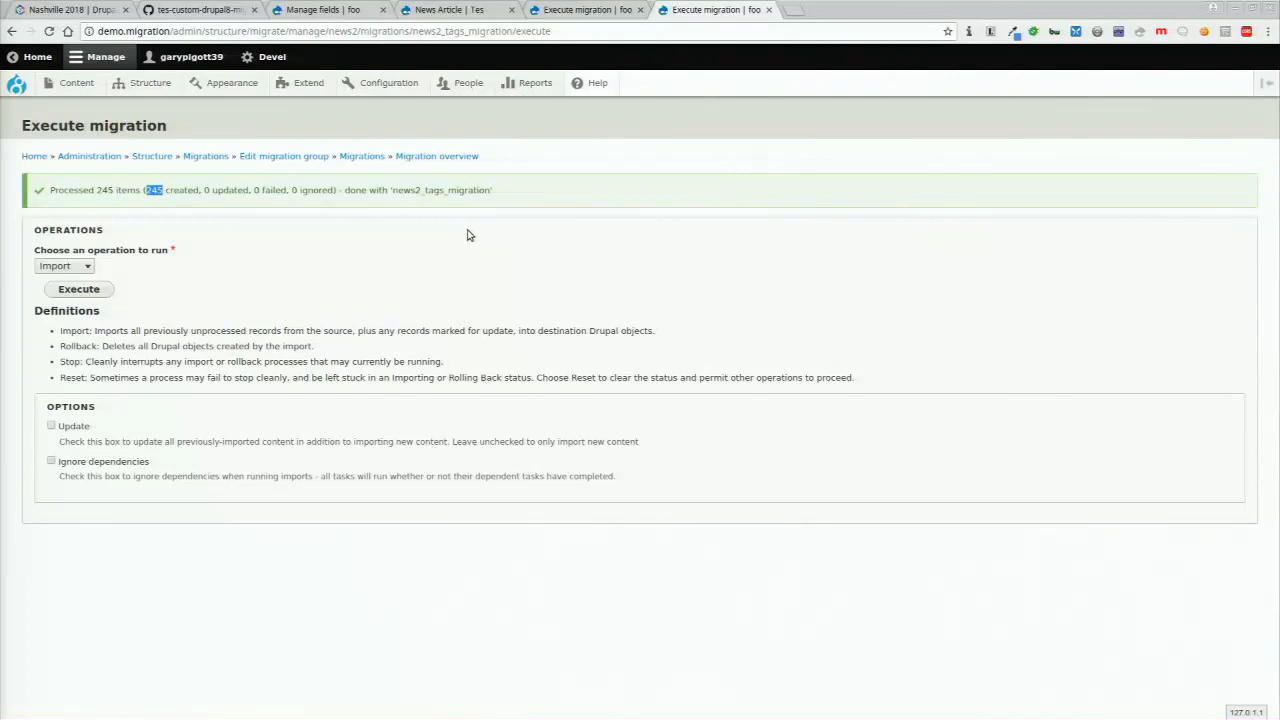 Nashville 2018 | Drupa
tes-custom-drupal8-mi
Manage fields | foo
News Article | Tes
Execute migration | foo
Execute migration | foo
demo.migration/admin/structure/migrate/manage/news2/migrations/news2_tags_migration/execute
Home
Manage
garypigott39
Devel
Content
Structure
Appearance
Extend
Configuration
People
Reports
Help
Execute migration
Home » Administration » Structure » Migrations » Edit migration group » Migrations » Migration overview
Processed 245 items (245 created, 0 updated, 0 failed, 0 ignored) - done with 'news2_tags_migration'
OPERATIONS
Choose an operation to run *
Import
Execute
Definitions
• Import: Imports all previously unprocessed records from the source, plus any records marked for update, into destination Drupal objects.
• Rollback: Deletes all Drupal objects created by the import.
• Stop: Cleanly interrupts any import or rollback processes that may currently be running.
• Reset: Sometimes a process may fail to stop cleanly, and be left stuck in an Importing or Rolling Back status. Choose Reset to clear the status and permit other operations to proceed.
OPTIONS
Update
Check this box to update all previously-imported content in addition to importing new content. Leave unchecked to only import new content
Ignore dependencies
Check this box to ignore dependencies when running imports - all tasks will run whether or not their dependent tasks have completed.
127.0.1.1